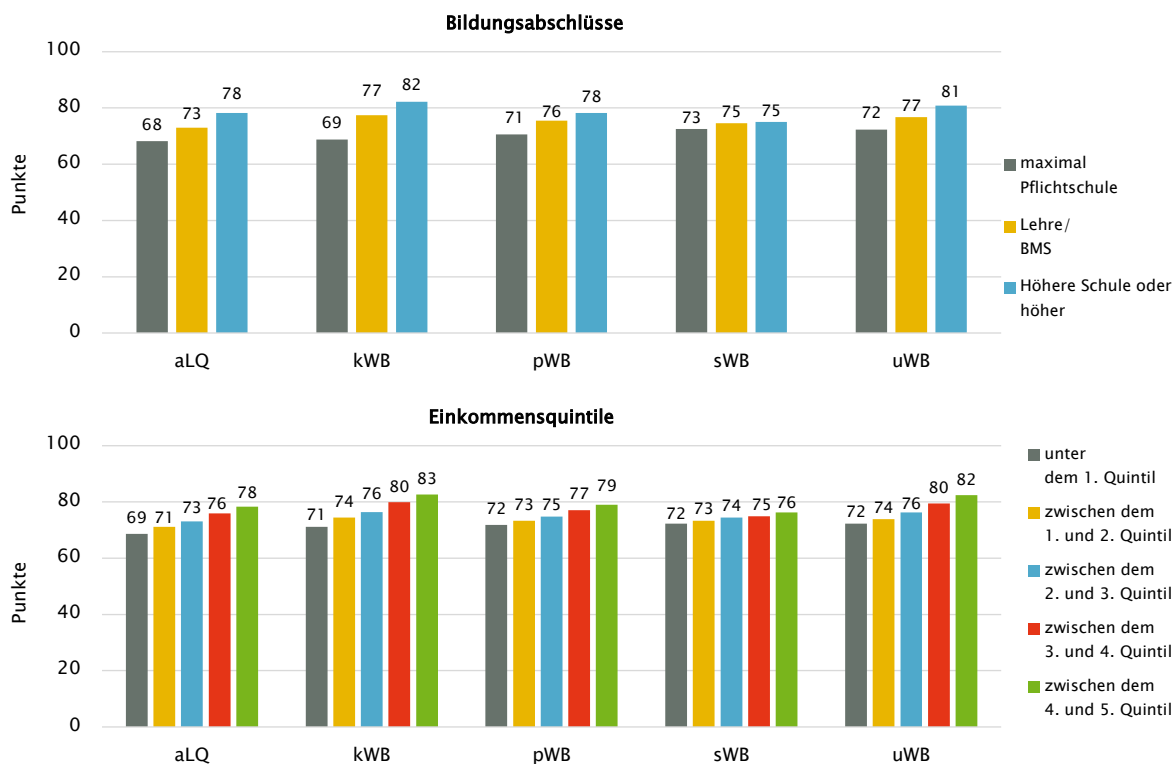 Bildungsabschlüsse
100
80
60
40
20
0
Punkte
68 73 78
69 77 82
71 76 78
73 75 75
72 77 81
aLQ kWB pWB sWB uWB
maximal
Pflichtschule
Lehre/
BMS
Höhere Schule oder
höher
Einkommensquintile
100
80
60
40
20
0
Punkte
69 71 73 76 78
71 74 76 80 83
72 73 75 77 79
72 73 74 75 76
72 74 76 80 82
aLQ kWB pWB sWB uWB
unter
dem 1. Quintil
zwischen dem
1. und 2. Quintil
zwischen dem
2. und 3. Quintil
zwischen dem
3. und 4. Quintil
zwischen dem
4. und 5. Quintil